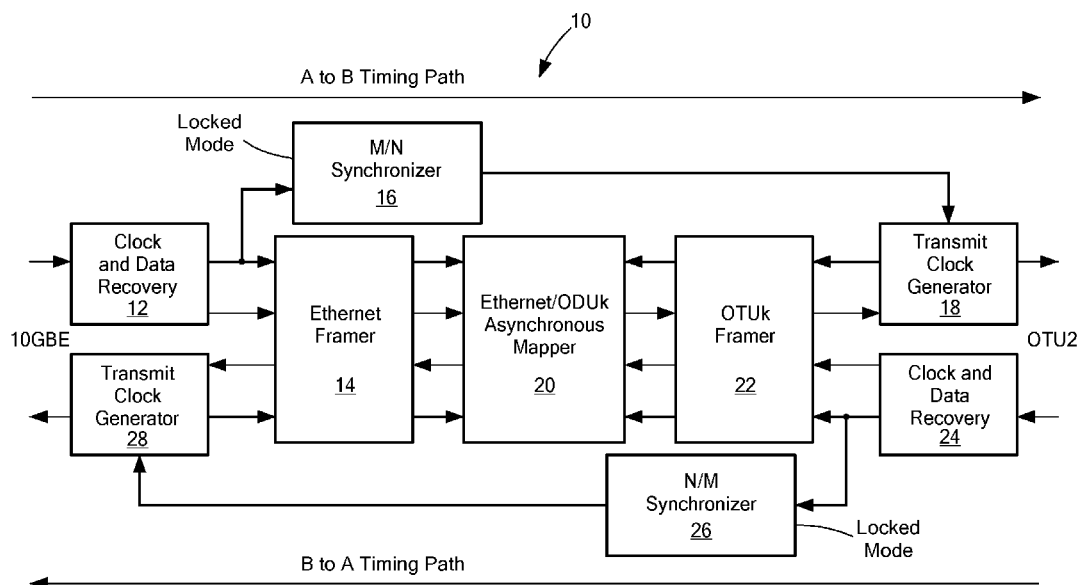 10
A to B Timing Path
Locked
Mode
M/N
Synchronizer
16
Clock
and Data
Recovery
12
Ethernet
Framer
14
Ethernet/ODUk
Asynchronous
Mapper
20
OTUk
Framer
22
Transmit
Clock
Generator
18
10GBE
OTU2
Transmit
Clock
Generator
28
Clock and
Data
Recovery
24
N/M
Synchronizer
26
Locked
Mode
B to A Timing Path